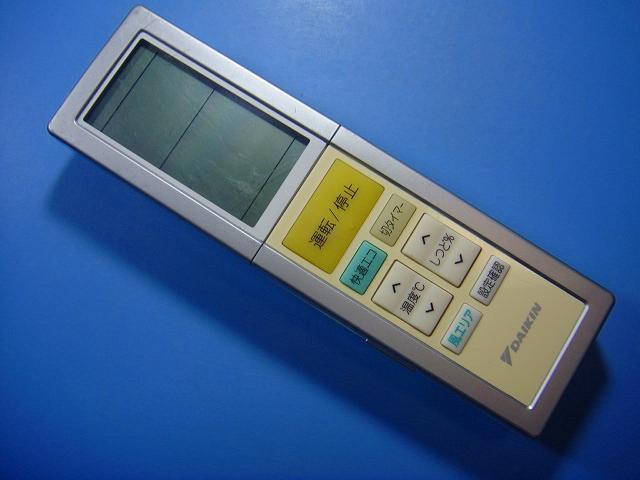 運転/停止
切タイマー
快適エコ
しつど%
温度℃
設定確認
風エリア
DAIKIN